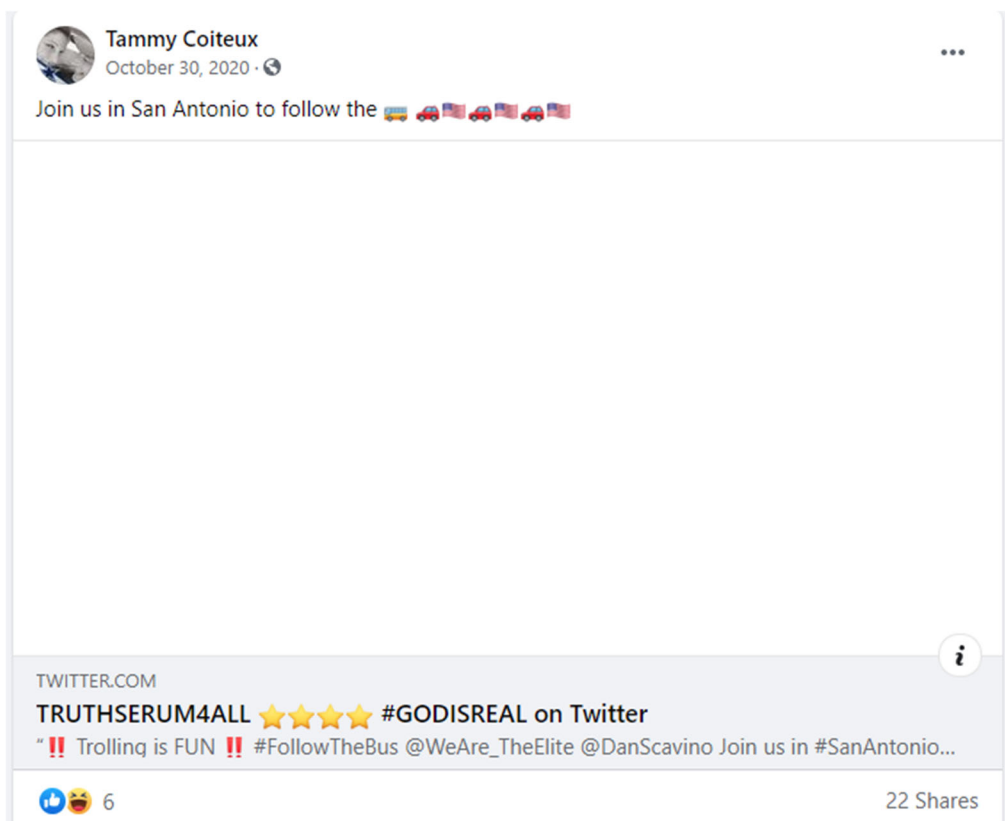 Tammy Coiteux
October 30, 2020 ·
Join us in San Antonio to follow the 🚌 🚗🇺🇸🚗🇺🇸🚗🇺🇸
TWITTER.COM
TRUTHSERUM4ALL ⭐⭐⭐⭐ #GODISREAL on Twitter
“‼️ Trolling is FUN ‼️ #FollowTheBus @WeAre_TheElite @DanScavino Join us in #SanAntonio...
6
22 Shares